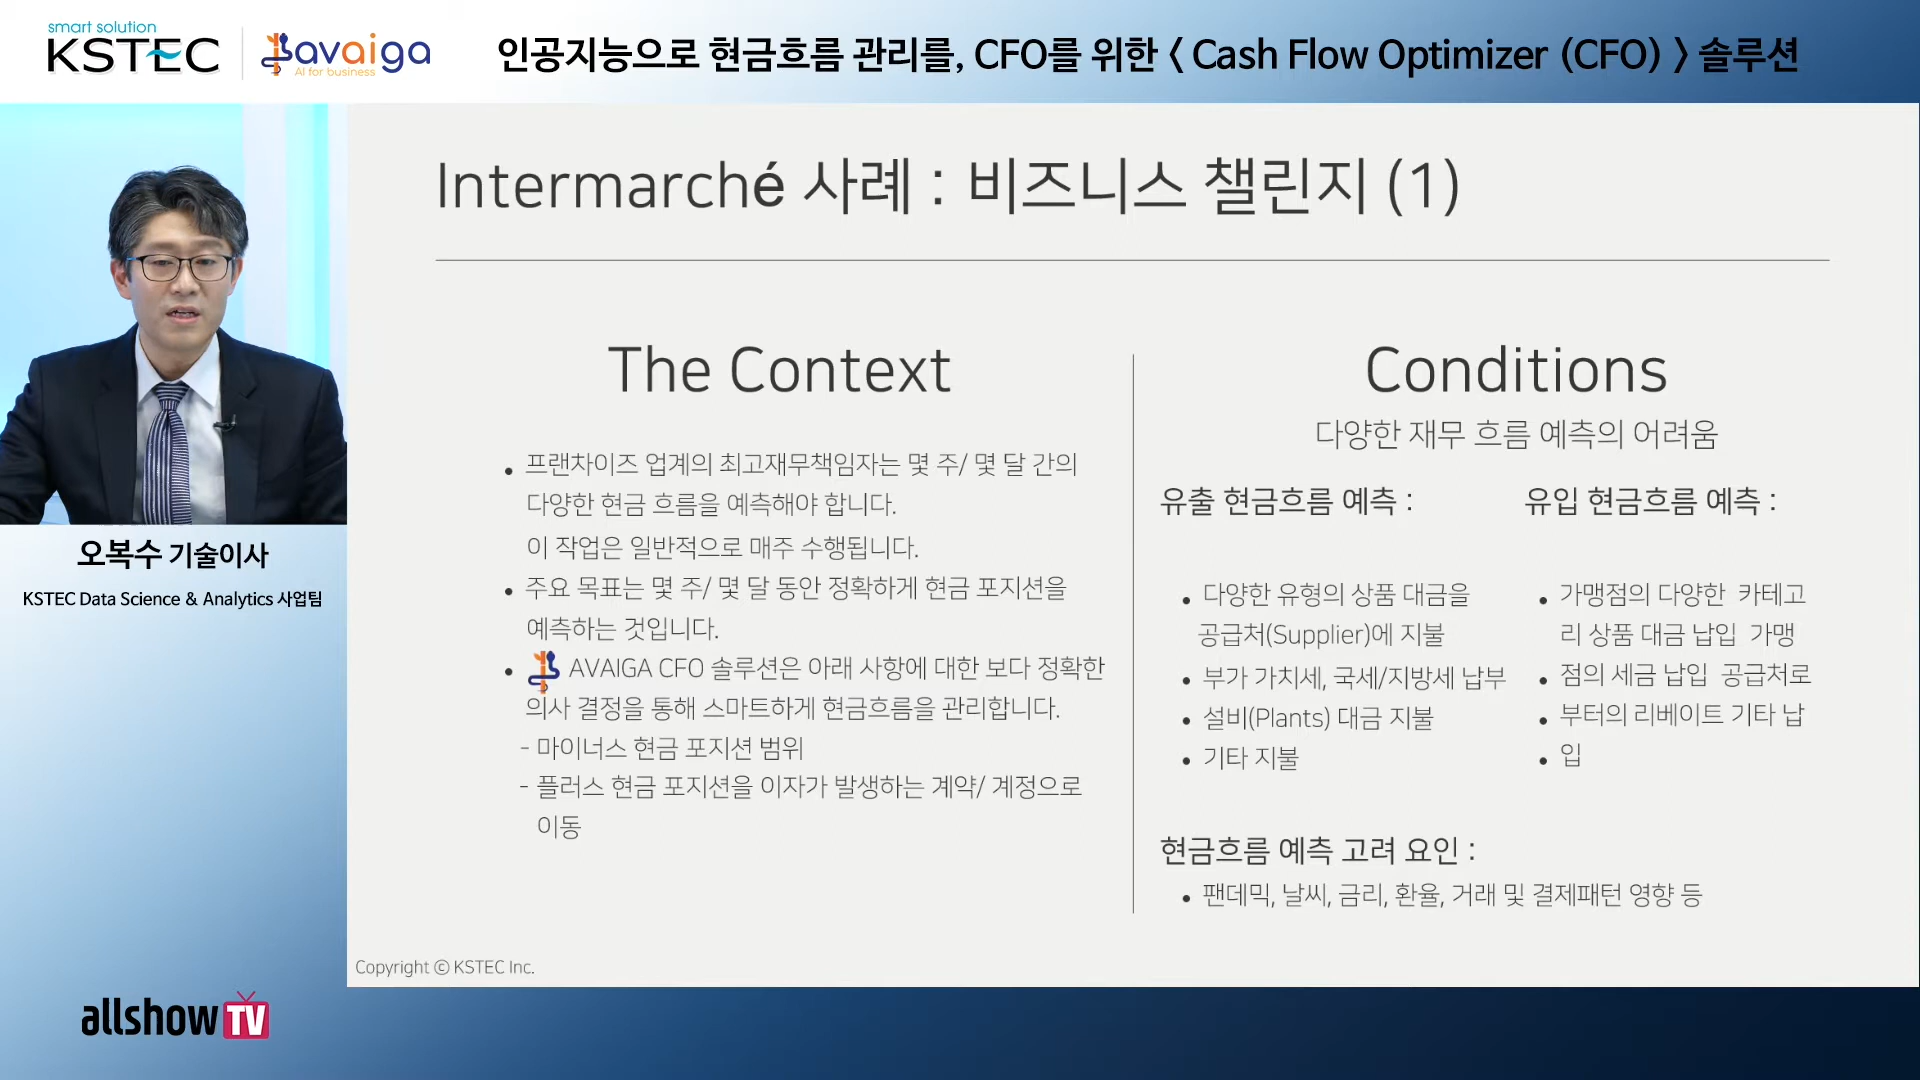 smart solution
KSTEC
avaiga
AI for business
인공지능으로 현금흐름 관리를, CFO를 위한 < Cash Flow Optimizer (CFO) > 솔루션
Intermarché 사례 : 비즈니스 챌린지 (1)
The Context
• 프랜차이즈 업계의 최고재무책임자는 몇 주/ 몇 달 간의
다양한 현금 흐름을 예측해야 합니다.
이 작업은 일반적으로 매주 수행됩니다.
• 주요 목표는 몇 주/ 몇 달 동안 정확하게 현금 포지션을
예측하는 것입니다.
• AVAIGA CFO 솔루션은 아래 사항에 대한 보다 정확한
의사 결정을 통해 스마트하게 현금흐름을 관리합니다.
- 마이너스 현금 포지션 범위
- 플러스 현금 포지션을 이자가 발생하는 계약/ 계정으로
이동
Conditions
다양한 재무 흐름 예측의 어려움
유출 현금흐름 예측 :
• 다양한 유형의 상품 대금을
공급처(Supplier)에 지불
• 부가 가치세, 국세/지방세 납부
• 설비(Plants) 대금 지불
• 기타 지불
유입 현금흐름 예측 :
• 가맹점의 다양한 카테고
리 상품 대금 납입 가맹
• 점의 세금 납입 공급처로
• 부터의 리베이트 기타 납
• 입
현금흐름 예측 고려 요인 :
• 팬데믹, 날씨, 금리, 환율, 거래 및 결제패턴 영향 등
Copyright ⓒ KSTEC Inc.
오복수 기술이사
KSTEC Data Science & Analytics 사업팀
allshow TV